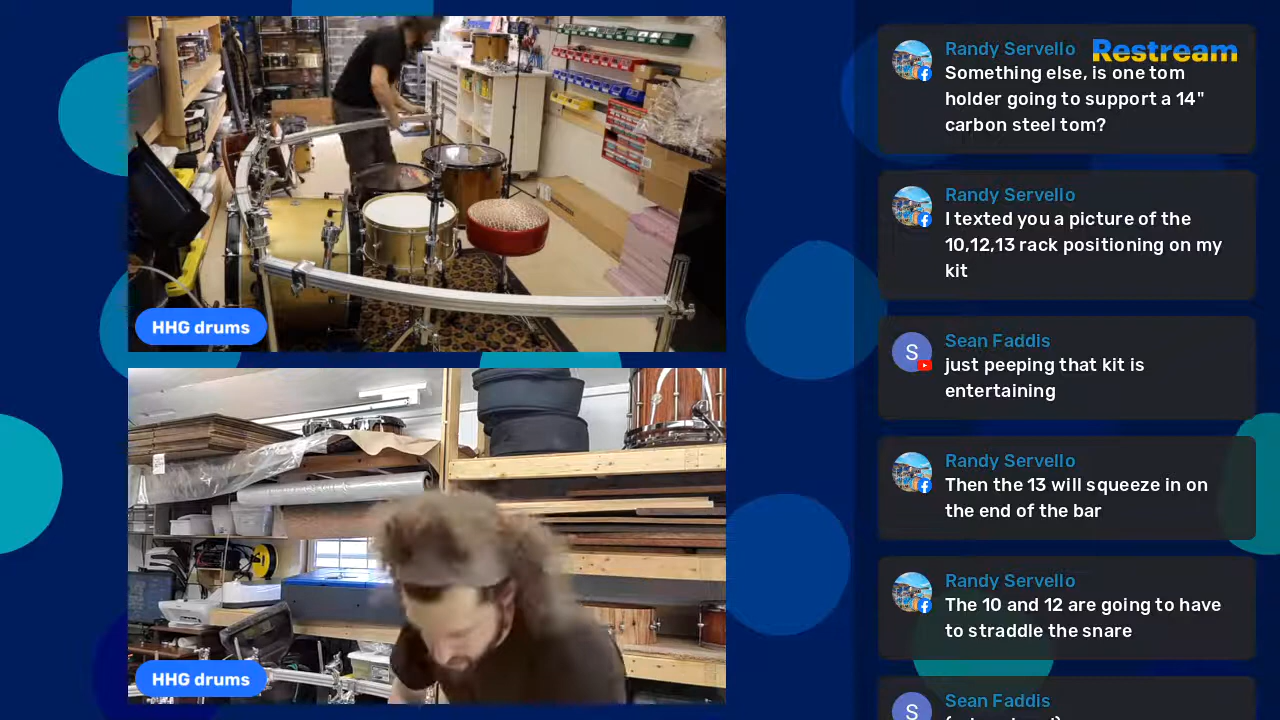 Randy Servello
Restream
Something else, is one tom
holder going to support a 14"
carbon steel tom?
Randy Servello
I texted you a picture of the
10,12,13 rack positioning on my
kit
S
Sean Faddis
just peeping that kit is
entertaining
Randy Servello
Then the 13 will squeeze in on
the end of the bar
Randy Servello
The 10 and 12 are going to have
to straddle the snare
S
Sean Faddis
HHG drums
HHG drums